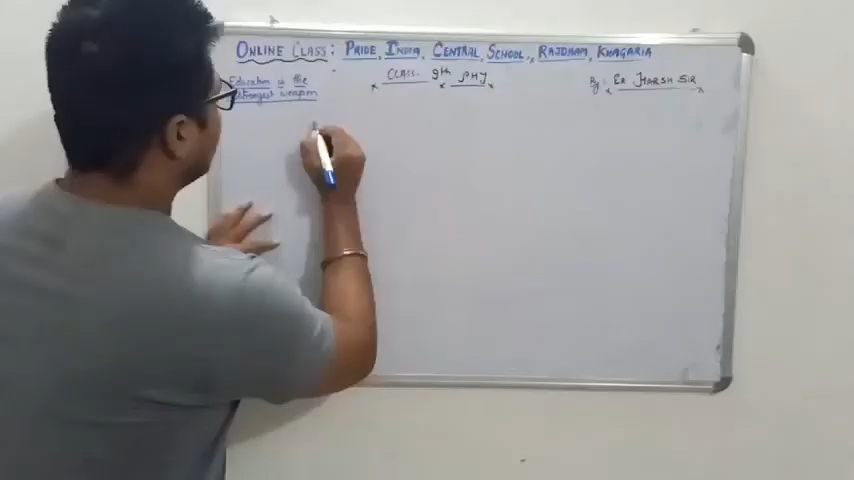 ONLINE CLASS: PRIDE, INDIA, CENTRAL, SCHOOL, RAJDHAM, KHAGARIA
Education is the CLASS- 9th PHY By: Er HARSH SIR
strongest weapon